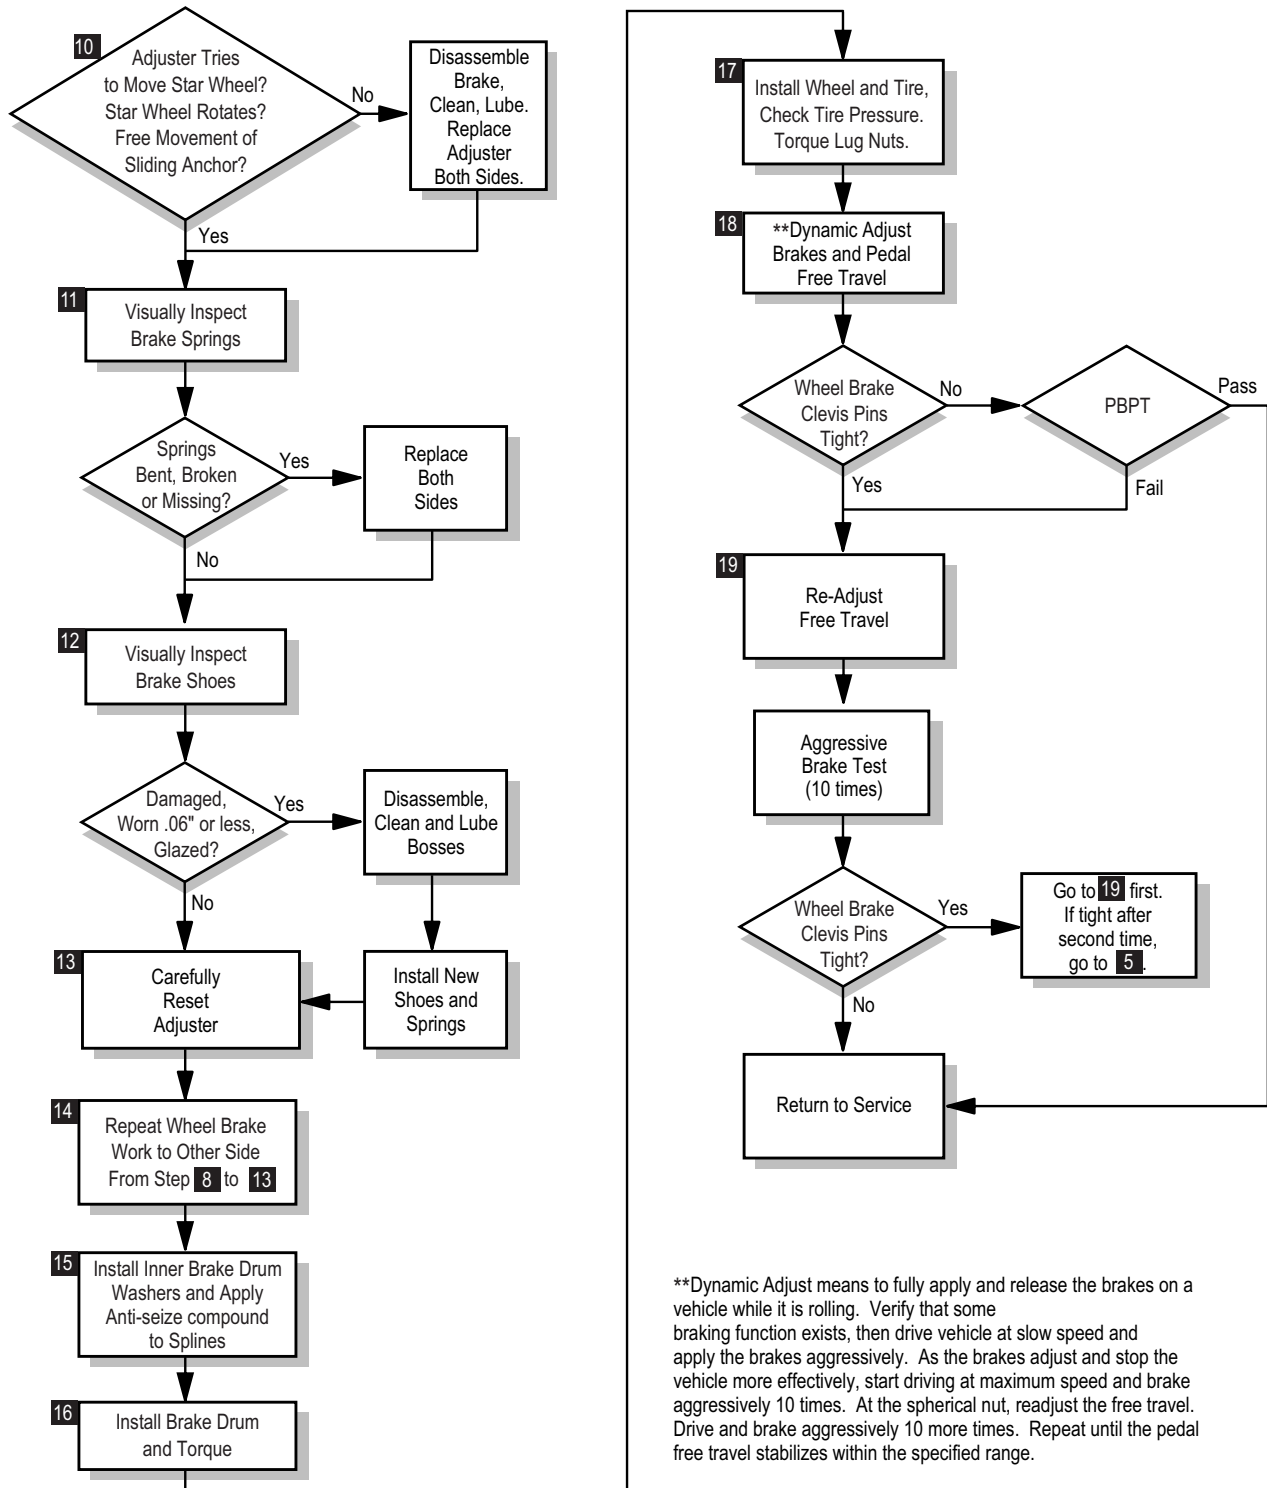 10
Adjuster Tries
to Move Star Wheel?
Star Wheel Rotates?
Free Movement of
Sliding Anchor?
No
Disassemble
Brake,
Clean, Lube.
Replace
Adjuster
Both Sides.
Yes
11
Visually Inspect
Brake Springs
Springs
Bent, Broken
or Missing?
Yes
Replace
Both
Sides
No
12
Visually Inspect
Brake Shoes
Damaged,
Worn .06" or less,
Glazed?
Yes
Disassemble,
Clean and Lube
Bosses
No
13
Carefully
Reset
Adjuster
Install New
Shoes and
Springs
14
Repeat Wheel Brake
Work to Other Side
From Step 8 to 13
15
Install Inner Brake Drum
Washers and Apply
Anti-seize compound
to Splines
16
Install Brake Drum
and Torque
17
Install Wheel and Tire,
Check Tire Pressure.
Torque Lug Nuts.
18
**Dynamic Adjust
Brakes and Pedal
Free Travel
Wheel Brake
Clevis Pins
Tight?
No
PBPT
Pass
Yes
Fail
19
Re-Adjust
Free Travel
Aggressive
Brake Test
(10 times)
Wheel Brake
Clevis Pins
Tight?
Yes
Go to 19 first.
If tight after
second time,
go to 5.
No
Return to Service
**Dynamic Adjust means to fully apply and release the brakes on a
vehicle while it is rolling. Verify that some
braking function exists, then drive vehicle at slow speed and
apply the brakes aggressively. As the brakes adjust and stop the
vehicle more effectively, start driving at maximum speed and brake
aggressively 10 times. At the spherical nut, readjust the free travel.
Drive and brake aggressively 10 more times. Repeat until the pedal
free travel stabilizes within the specified range.